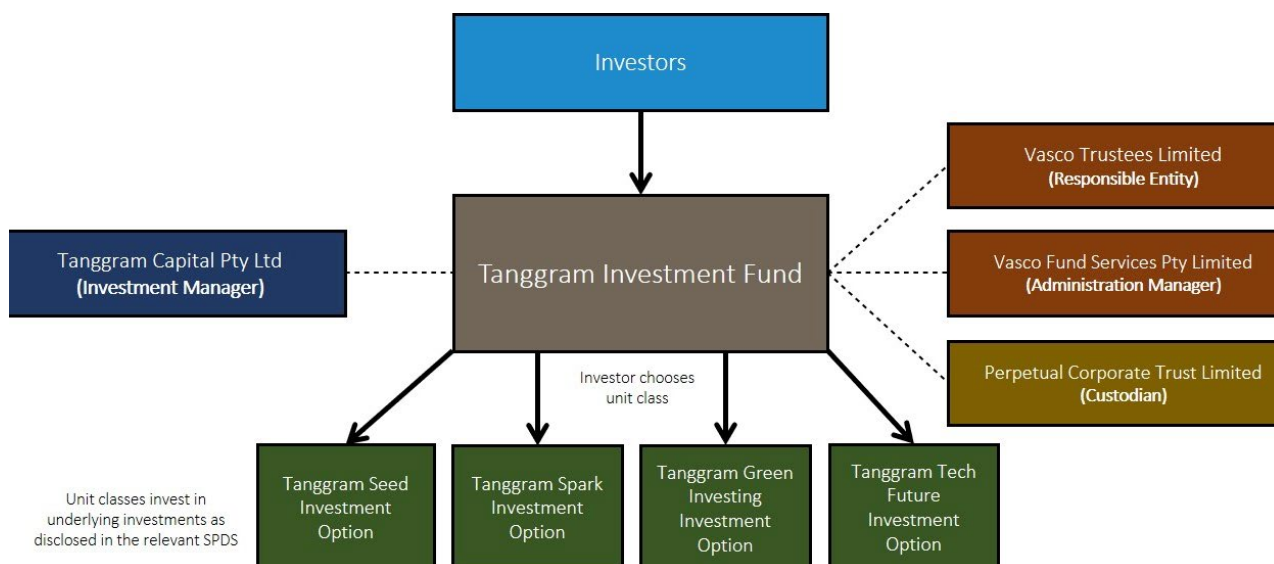 Investors
Vasco Trustees Limited
(Responsible Entity)
Tanggram Capital Pty Ltd
(Investment Manager)
Tanggram Investment Fund
Vasco Fund Services Pty Limited
(Administration Manager)
Perpetual Corporate Trust Limited
(Custodian)
Investor chooses
unit class
Unit classes invest in
underlying investments as
disclosed in the relevant SPDS
Tanggram Seed
Investment
Option
Tanggram Spark
Investment
Option
Tanggram Green
Investing
Investment
Option
Tanggram Tech
Future
Investment
Option